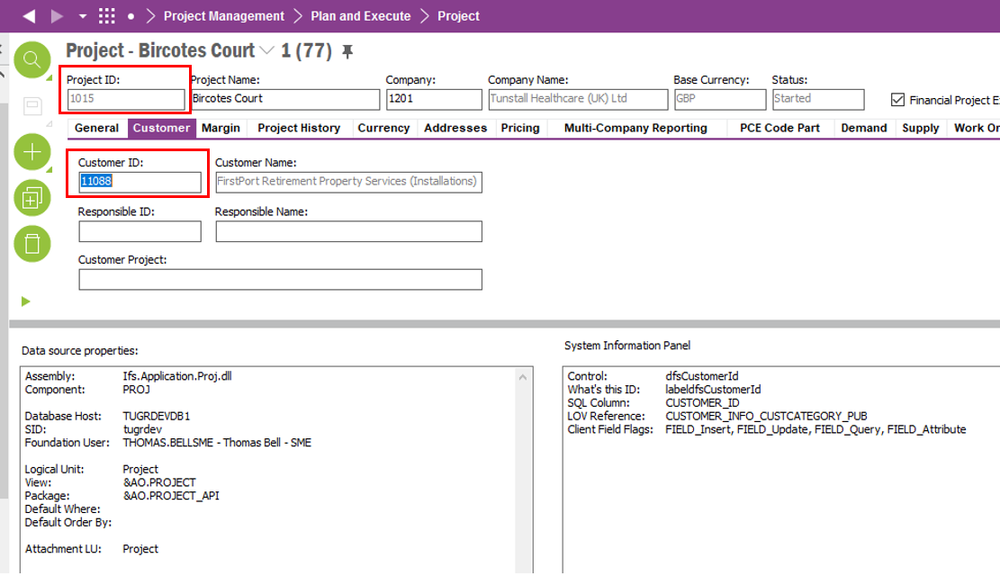 Project Management Plan and Execute Project
Project - Bircotes Court 1 (77)
Project ID: Project Name: Company: Company Name: Base Currency: Status:
1015 Bircotes Court 1201 Tunstall Healthcare (UK) Ltd GBP Started Financial Project
General Customer Margin Project History Currency Addresses Pricing Multi-Company Reporting PCE Code Part Demand Supply Work Or
Customer ID: Customer Name:
11088 FirstPort Retirement Property Services (Installations)
Responsible ID: Responsible Name:
Customer Project:
Data source properties:
Assembly: Ifs.Application.Proj.dll
Component: PROJ
Database Host: TUGRDEVDB1
SID: tugrdev
Foundation User: THOMAS.BELLSME - Thomas Bell - SME
Logical Unit: Project
View: &AO.PROJECT
Package: &AO.PROJECT_API
Default Where:
Default Order By:
Attachment LU: Project
System Information Panel
Control: dfsCustomerId
What's this ID: labeldfsCustomerId
SQL Column: CUSTOMER_ID
LOV Reference: CUSTOMER_INFO_CUSTCATEGORY_PUB
Client Field Flags: FIELD_Insert, FIELD_Update, FIELD_Query, FIELD_Attribute